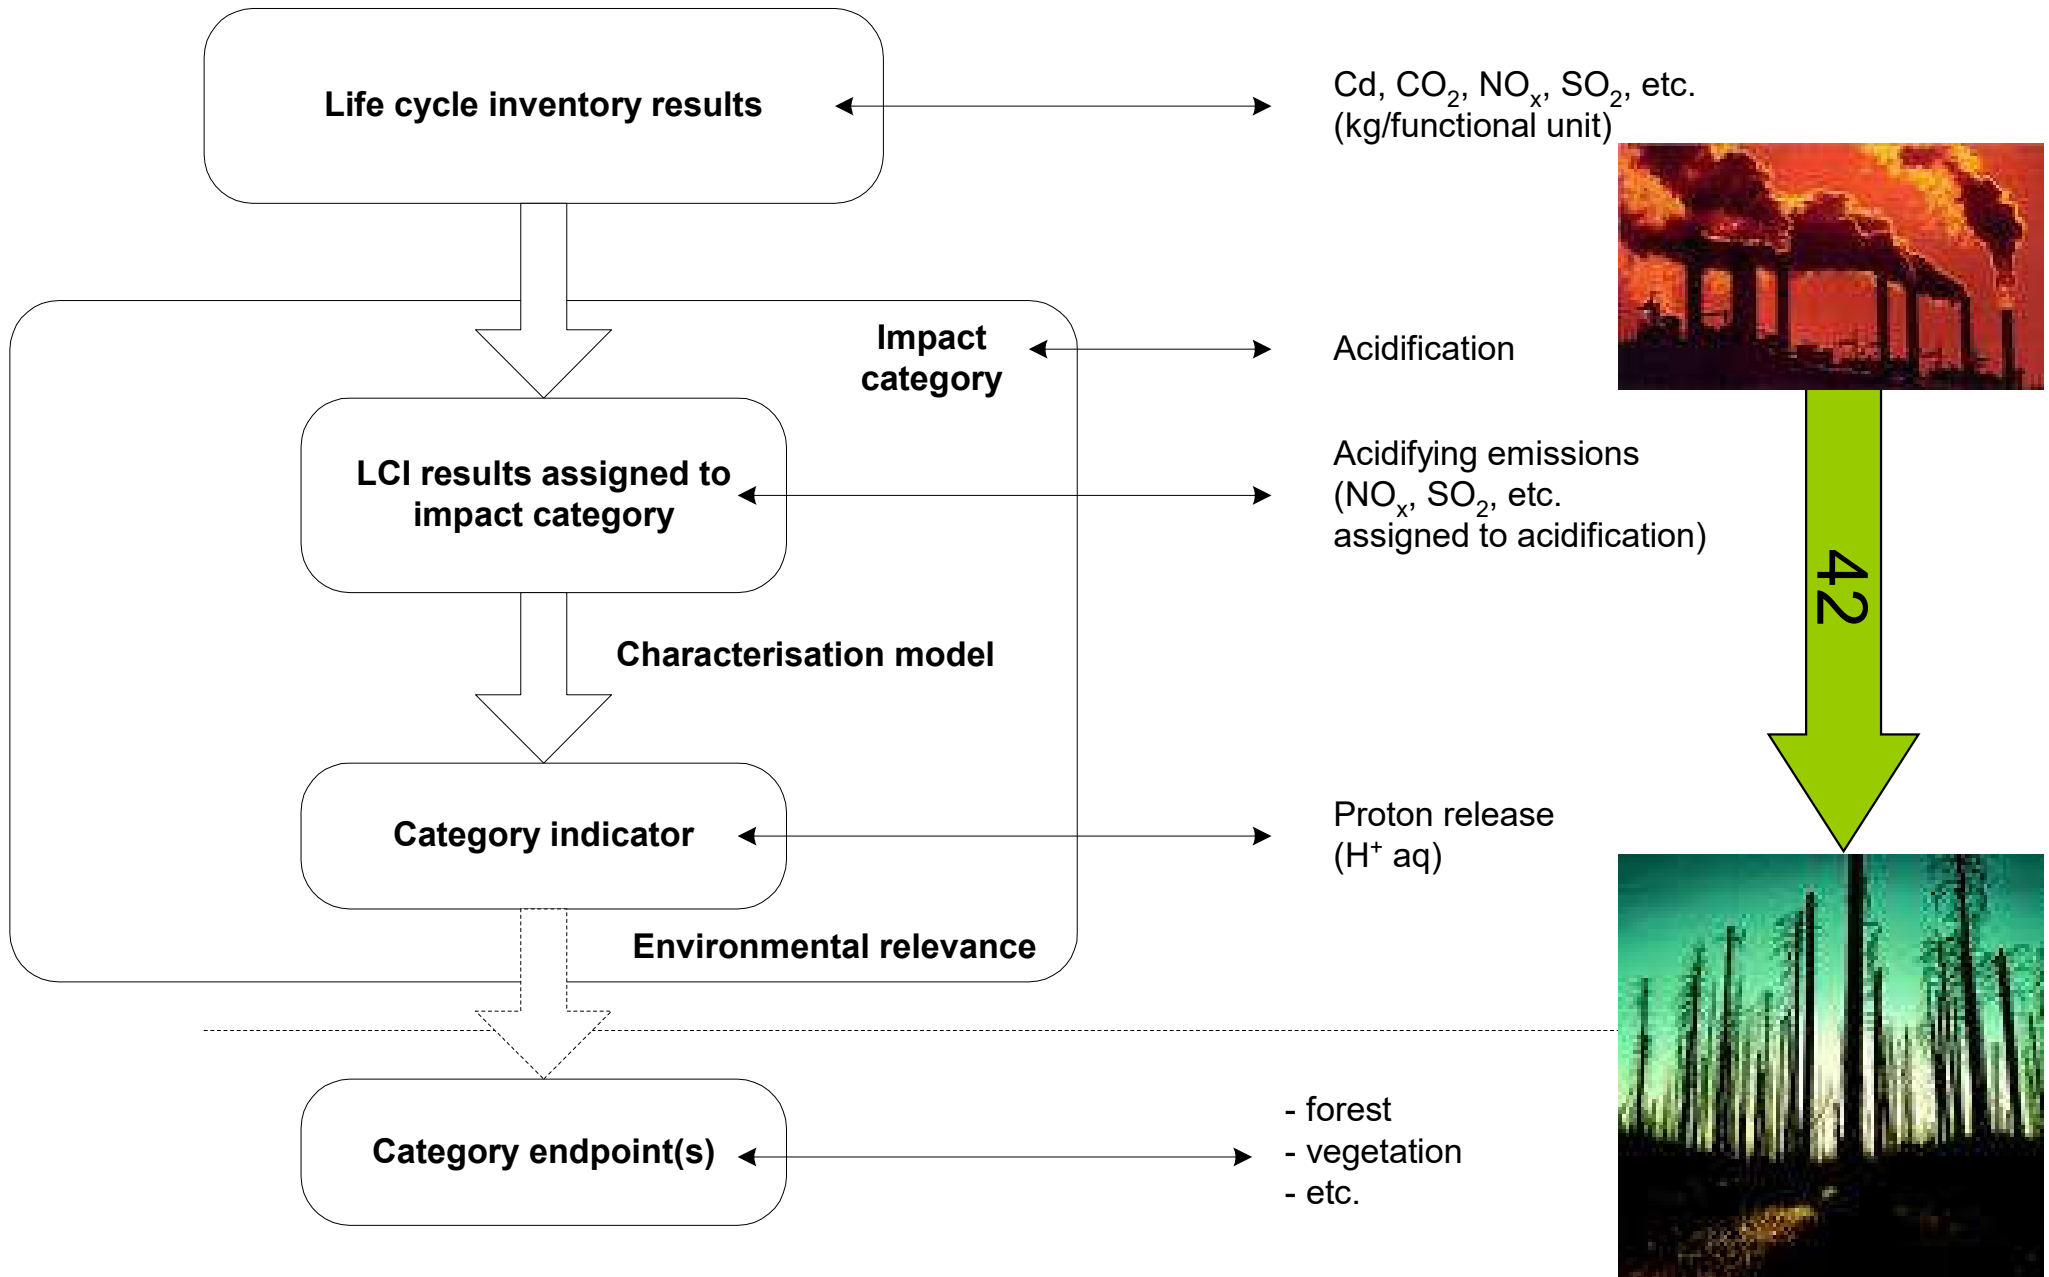 Life cycle inventory results
Cd, CO₂, NOₓ, SO₂, etc.
(kg/functional unit)
Impact
category
Acidification
LCI results assigned to
impact category
Acidifying emissions
(NOₓ, SO₂, etc.
assigned to acidification)
42
Characterisation model
Category indicator
Proton release
(H⁺ aq)
Environmental relevance
Category endpoint(s)
- forest
- vegetation
- etc.